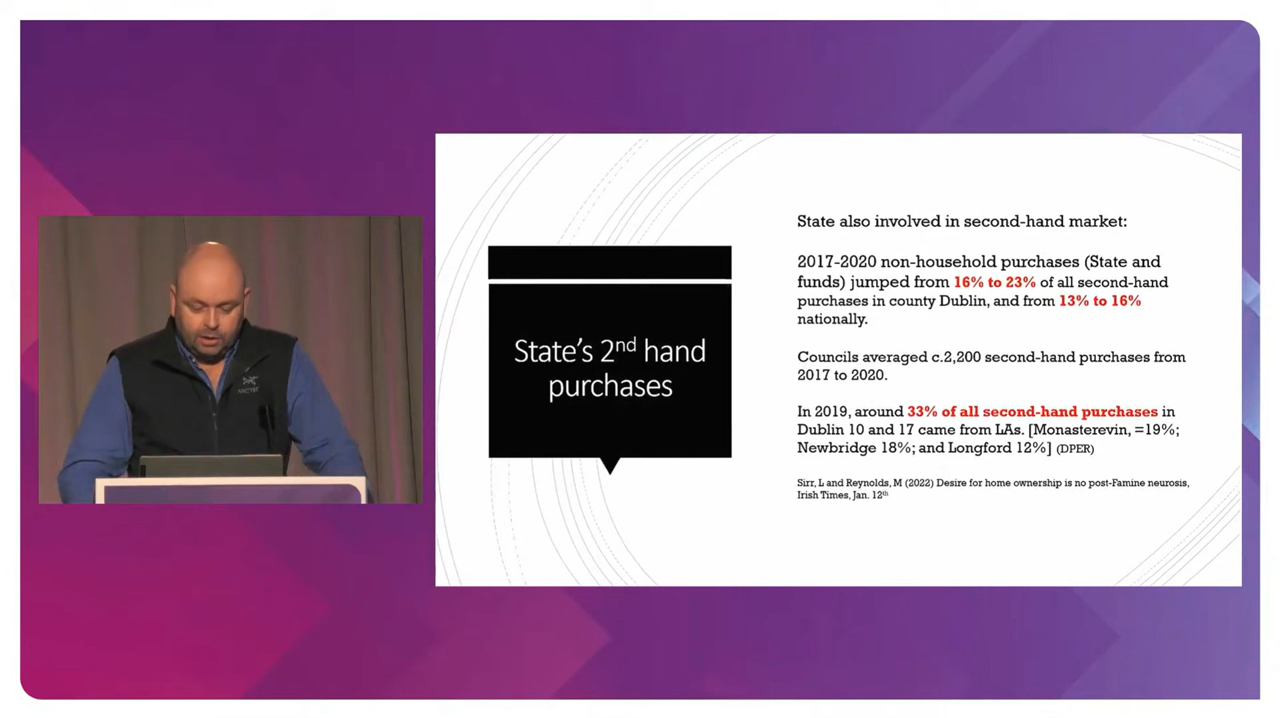 State's 2nd hand
purchases
State also involved in second-hand market:
2017-2020 non-household purchases (State and
funds) jumped from 16% to 23% of all second-hand
purchases in county Dublin, and from 13% to 16%
nationally.
Councils averaged c.2,200 second-hand purchases from
2017 to 2020.
In 2019, around 33% of all second-hand purchases in
Dublin 10 and 17 came from LAs. [Monasterevin, =19%;
Newbridge 18%; and Longford 12%] (DPER)
Sirr, L and Reynolds, M (2022) Desire for home ownership is no post-Famine neurosis,
Irish Times, Jan. 12th